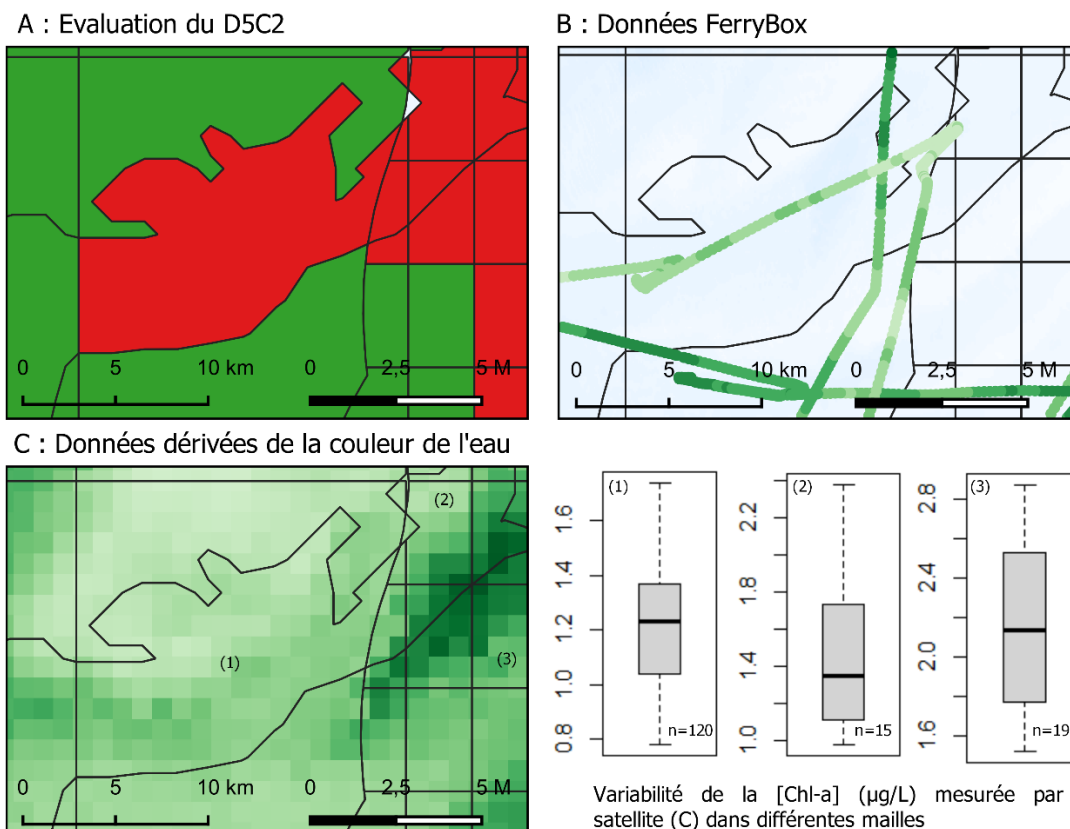 A : Evaluation du D5C2
0 5 10 km 0 2,5 5 M
B : Données FerryBox
0 5 10 km 0 2,5 5 M
C : Données dérivées de la couleur de l'eau
(2)
(1)
(3)
0 5 10 km 0 2,5 5 M
(1)
1.6
1.4
1.2
1.0
0.8
n=120
(2)
2.2
1.8
1.4
1.0
n=15
(3)
2.8
2.4
2.0
1.6
n=19
Variabilité de la [Chl-a] (µg/L) mesurée par
satellite (C) dans différentes mailles